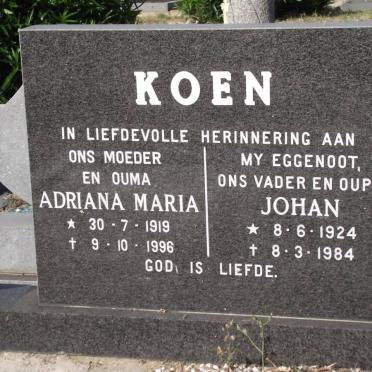 KOEN
IN LIEFDEVOLLE HERINNERING AAN
ONS MOEDER
EN OUMA
ADRIANA MARIA
★ 30 · 7 · 1919
✝ 9 · 10 · 1996
MY EGGENOOT,
ONS VADER EN OUP
JOHAN
★ 8 · 6 · 1924
✝ 8 · 3 · 1984
GOD IS LIEFDE.